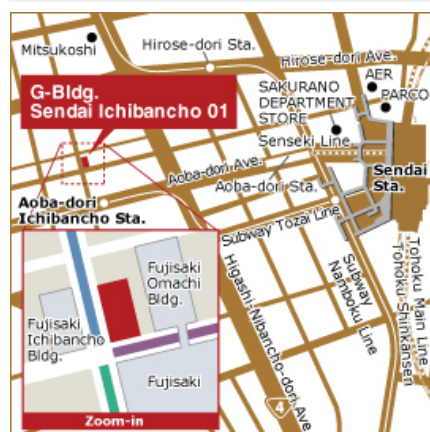 Mitsukoshi
Hirose-dori Sta.
Hirose-dori Ave.
G-Bldg.
Sendai Ichibancho 01
SAKURANO
DEPARTMENT
STORE
AER
PARCO
Senseki Line
Sendai
Sta.
Aoba-dori Ave.
Aoba-dori Sta.
Aoba-dori
Ichibancho Sta.
Subway Tozai Line
Subway
Namboku Line
Tohoku Main Line
Tohoku Shinkansen
Higashi Nibancho-dori Ave.
4
Fujisaki
Omachi
Bldg.
Fujisaki
Ichibancho
Bldg.
Fujisaki
Zoom-in